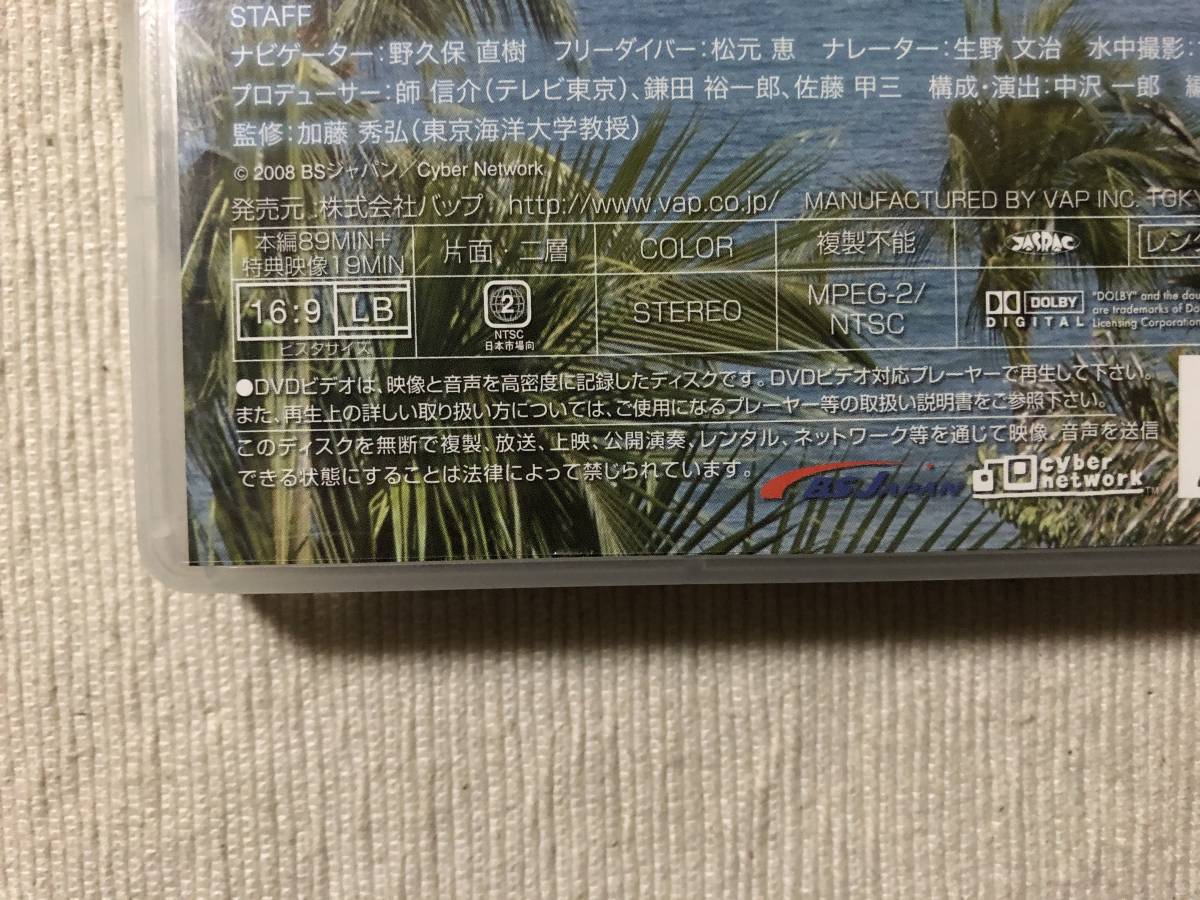 STAFF
ナビゲーター:野久保 直樹 フリーダイバー:松元 恵 ナレーター:生野 文治 水中撮影:
プロデューサー:師 信介(テレビ東京)、鎌田 裕一郎、佐藤 甲三 構成・演出:中沢 一郎
監修:加藤 秀弘(東京海洋大学教授)
© 2008 BSジャパン/Cyber Network
発売元:株式会社バップ http://www.vap.co.jp/ MANUFACTURED BY VAP INC. TOK
本編89MIN+
特典映像19MIN
片面・二層
COLOR
複製不能
JASRAC
レンタ
16:9 LB
ビスタサイズ
2
NTSC
日本市場向
STEREO
MPEG-2/
NTSC
DOLBY
DIGITAL
"DOLBY" and the dou
are trademarks of Dol
Licensing Corporation
●DVDビデオは、映像と音声を高密度に記録したディスクです。DVDビデオ対応プレーヤーで再生して下さい。
また、再生上の詳しい取り扱い方については、ご使用になるプレーヤー等の取扱い説明書をご参照下さい。
このディスクを無断で複製、放送、上映、公開演奏、レンタル、ネットワーク等を通じて映像、音声を送信
できる状態にすることは法律によって禁じられています。
BS JAPAN
cyber
network™